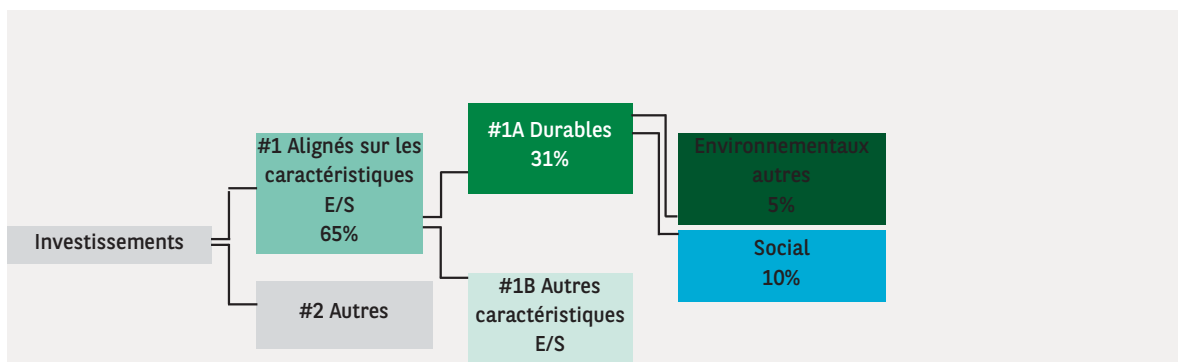 Investissements
#1 Alignés sur les
caractéristiques
E/S
65%
#2 Autres
#1A Durables
31%
#1B Autres
caractéristiques
E/S
Environnementaux
autres
5%
Social
10%